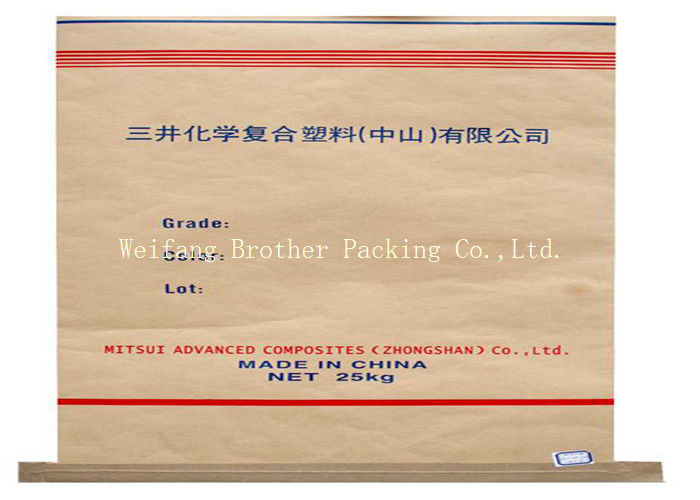 三井化学复合塑料(中山)有限公司
Grade:
Weifang Brother Packing Co.,Ltd.
Color:
Lot:
MITSUI ADVANCED COMPOSITES (ZHONGSHAN) Co.,Ltd.
MADE IN CHINA
NET 25kg